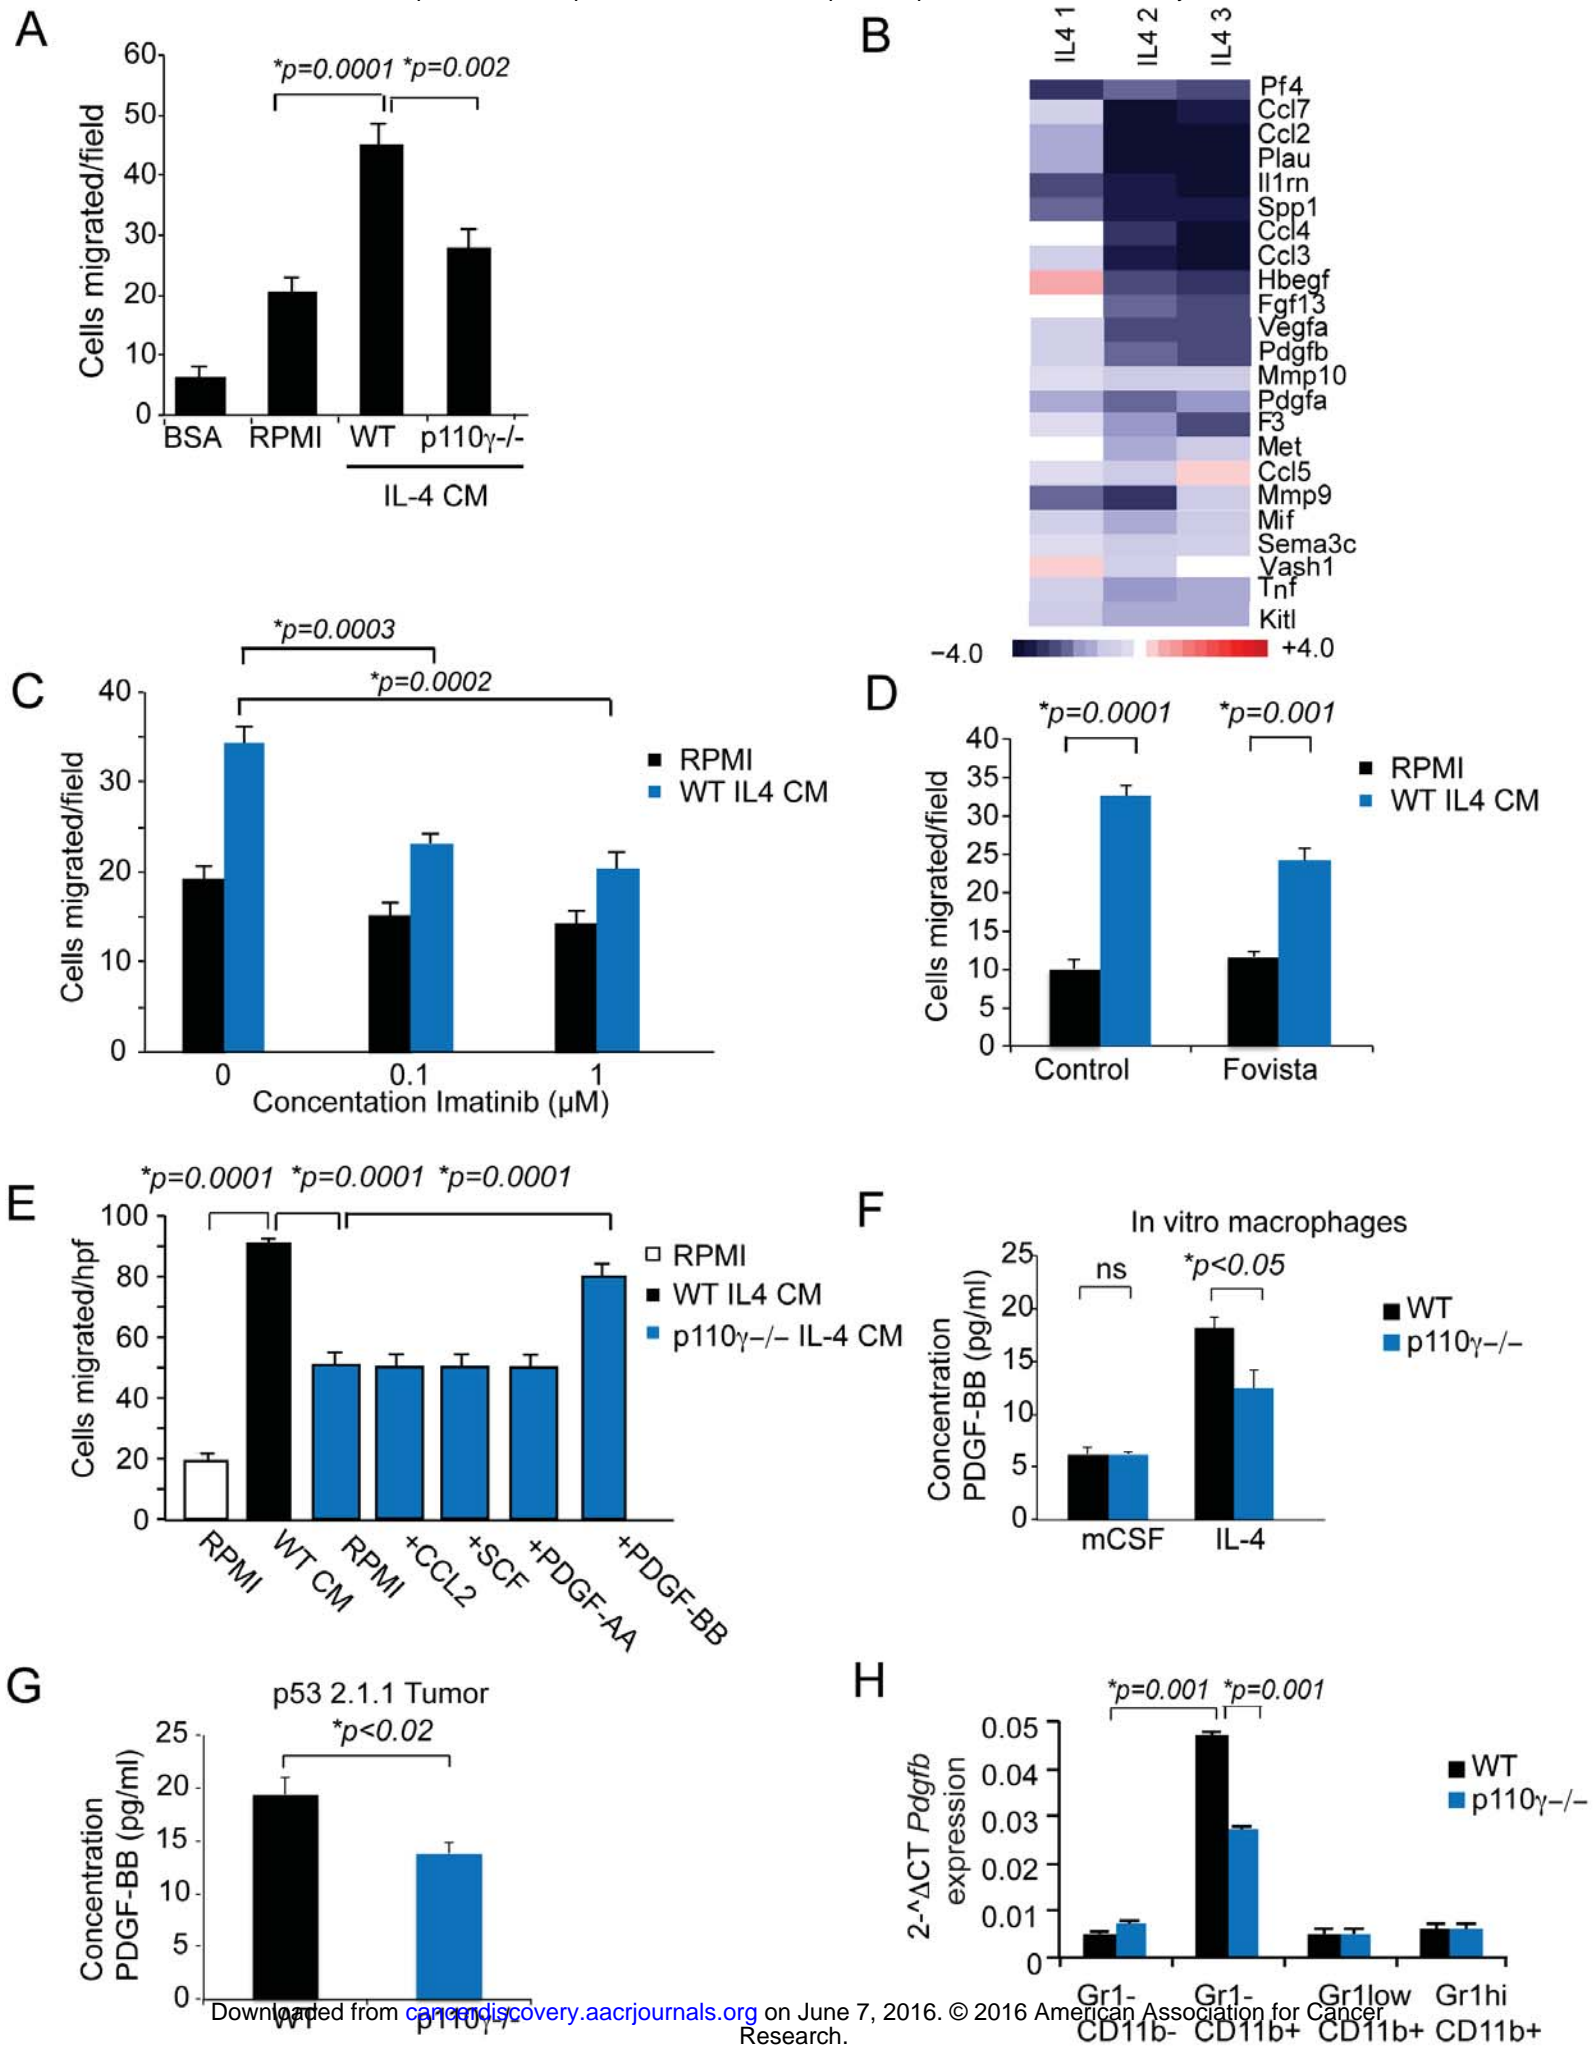 A
60
50
40
30
20
10
0
Cells migrated/field
*p=0.0001 *p=0.002
BSA RPMI WT p110γ-/-
IL-4 CM
B
IL4 1
IL4 2
IL4 3
Pf4
Ccl7
Ccl2
Plau
Il1rn
Spp1
Ccl4
Ccl3
Hbegf
Fgf13
Vegfa
Pdgfb
Mmp10
Pdgfa
F3
Met
Ccl5
Mmp9
Mif
Sema3c
Vash1
Tnf
Kitl
−4.0 +4.0
C
*p=0.0003
*p=0.0002
40
30
20
10
0
Cells migrated/field
RPMI
WT IL4 CM
0 0.1 1
Concentation Imatinib (µM)
D
*p=0.0001 *p=0.001
40
35
30
25
20
15
10
5
0
Cells migrated/field
RPMI
WT IL4 CM
Control Fovista
E
*p=0.0001 *p=0.0001 *p=0.0001
100
80
60
40
20
0
Cells migrated/hpf
RPMI
WT IL4 CM
p110γ−/− IL-4 CM
RPMI
WT CM
RPMI
+CCL2
+SCF
+PDGF-AA
+PDGF-BB
F
In vitro macrophages
ns *p<0.05
25
20
15
10
5
0
Concentration
PDGF-BB (pg/ml)
WT
p110γ−/−
mCSF IL-4
G
p53 2.1.1 Tumor
*p<0.02
25
20
15
10
5
0
Concentration
PDGF-BB (pg/ml)
WT p110γ-/-
H
*p=0.001 *p=0.001
0.05
0.04
0.03
0.02
0.01
0
2-^ΔCT Pdgfb
expression
WT
p110γ−/−
Gr1- Gr1- Gr1low Gr1hi
CD11b- CD11b+ CD11b+ CD11b+
Downloaded from cancerdiscovery.aacrjournals.org on June 7, 2016. © 2016 American Association for Cancer
Research.